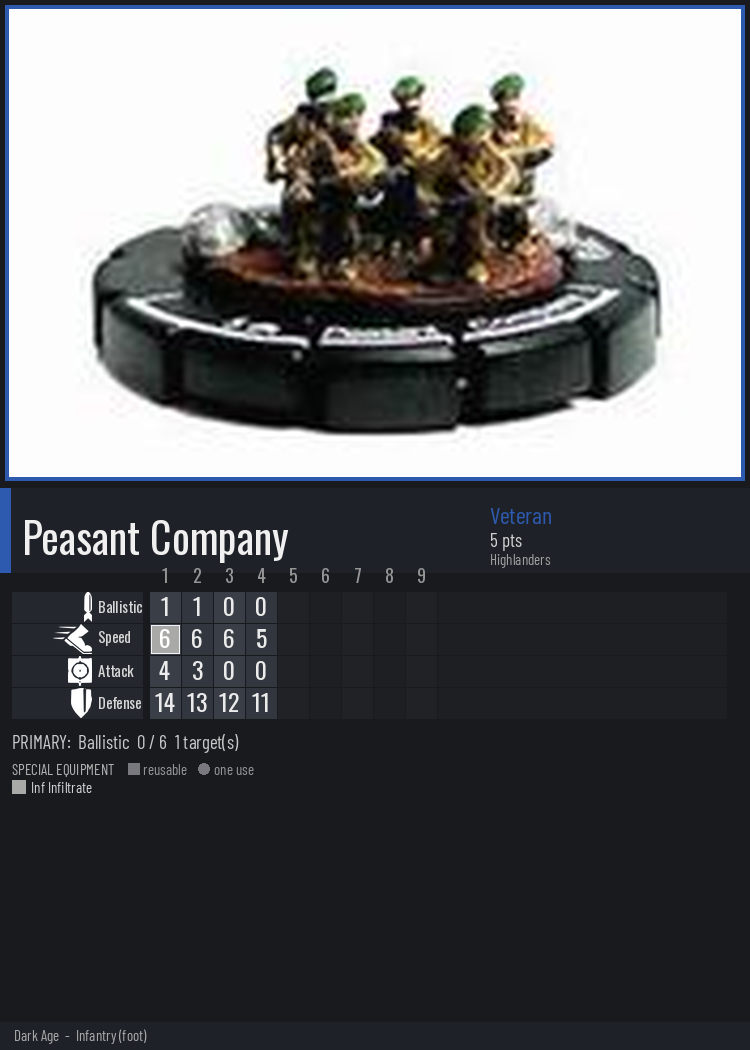 Peasant Company
Veteran
5 pts
Highlanders
1 2 3 4 5 6 7 8 9
Ballistic 1 1 0 0
Speed 6 6 6 5
Attack 4 3 0 0
Defense 14 13 12 11
PRIMARY: Ballistic 0 / 6 1 target(s)
SPECIAL EQUIPMENT reusable one use
Inf Infiltrate
Dark Age - Infantry (foot)